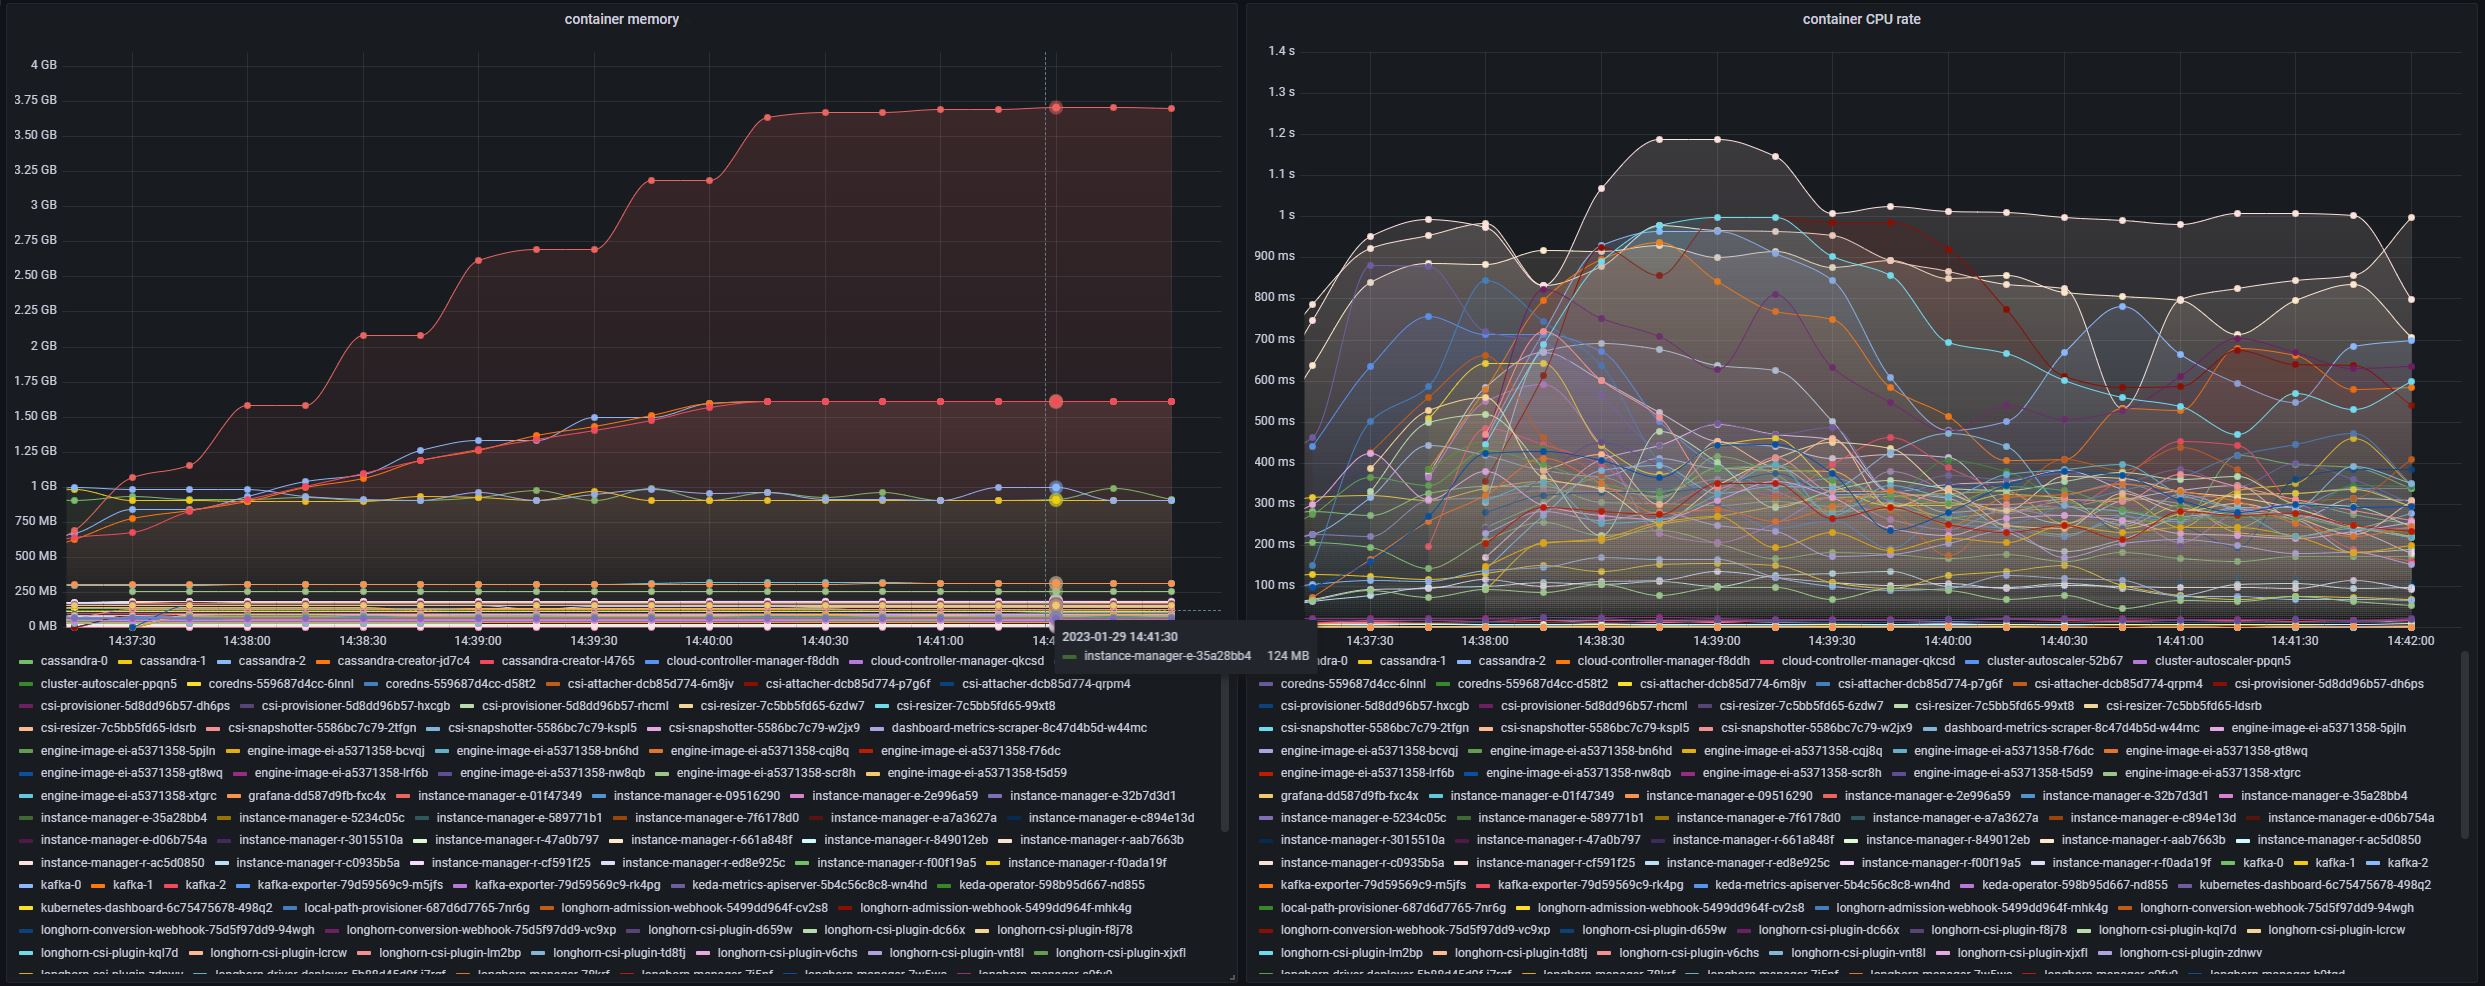 container memory
4 GB
3.75 GB
3.50 GB
3.25 GB
3 GB
2.75 GB
2.50 GB
2.25 GB
2 GB
1.75 GB
1.50 GB
1.25 GB
1 GB
750 MB
500 MB
250 MB
0 MB
14:37:30 14:38:00 14:38:30 14:39:00 14:39:30 14:40:00 14:40:30 14:41:00
2023-01-29 14:41:30
instance-manager-e-35a28bb4 124 MB
cassandra-0 cassandra-1 cassandra-2 cassandra-creator-jd7c4 cassandra-creator-l4765 cloud-controller-manager-f8ddh cloud-controller-manager-qkcsd
cluster-autoscaler-ppqn5 coredns-559687d4cc-6lnnl coredns-559687d4cc-d58t2 csi-attacher-dcb85d774-6m8jv csi-attacher-dcb85d774-p7g6f csi-attacher-dcb85d774-qrpm4
csi-provisioner-5d8dd96b57-dh6ps csi-provisioner-5d8dd96b57-hxcgb csi-provisioner-5d8dd96b57-rhcml csi-resizer-7c5bb5fd65-6zdw7 csi-resizer-7c5bb5fd65-99xt8
csi-resizer-7c5bb5fd65-ldsrb csi-snapshotter-5586bc7c79-2tfgn csi-snapshotter-5586bc7c79-kspl5 csi-snapshotter-5586bc7c79-w2jx9 dashboard-metrics-scraper-8c47d4b5d-w44mc
engine-image-ei-a5371358-5pjln engine-image-ei-a5371358-bcvqj engine-image-ei-a5371358-bn6hd engine-image-ei-a5371358-cqj8q engine-image-ei-a5371358-f76dc
engine-image-ei-a5371358-gt8wq engine-image-ei-a5371358-lrf6b engine-image-ei-a5371358-nw8qb engine-image-ei-a5371358-scr8h engine-image-ei-a5371358-t5d59
engine-image-ei-a5371358-xtgrc grafana-dd587d9fb-fxc4x instance-manager-e-01f47349 instance-manager-e-09516290 instance-manager-e-2e996a59 instance-manager-e-32b7d3d1
instance-manager-e-35a28bb4 instance-manager-e-5234c05c instance-manager-e-589771b1 instance-manager-e-7f6178d0 instance-manager-e-a7a3627a instance-manager-e-c894e13d
instance-manager-e-d06b754a instance-manager-r-3015510a instance-manager-r-47a0b797 instance-manager-r-661a848f instance-manager-r-849012eb instance-manager-r-aab7663b
instance-manager-r-ac5d0850 instance-manager-r-c0935b5a instance-manager-r-cf591f25 instance-manager-r-ed8e925c instance-manager-r-f00f19a5 instance-manager-r-f0ada19f
kafka-0 kafka-1 kafka-2 kafka-exporter-79d59569c9-m5jfs kafka-exporter-79d59569c9-rk4pg keda-metrics-apiserver-5b4c56c8c8-wn4hd keda-operator-598b95d667-nd855
kubernetes-dashboard-6c75475678-498q2 local-path-provisioner-687d6d7765-7nr6g longhorn-admission-webhook-5499dd964f-cv2s8 longhorn-admission-webhook-5499dd964f-mhk4g
longhorn-conversion-webhook-75d5f97dd9-94wgh longhorn-conversion-webhook-75d5f97dd9-vc9xp longhorn-csi-plugin-d659w longhorn-csi-plugin-dc66x longhorn-csi-plugin-f8j78
longhorn-csi-plugin-kql7d longhorn-csi-plugin-lcrcw longhorn-csi-plugin-lm2bp longhorn-csi-plugin-td8tj longhorn-csi-plugin-v6chs longhorn-csi-plugin-vnt8l longhorn-csi-plugin-xjxfl
container CPU rate
1.4 s
1.3 s
1.2 s
1.1 s
1 s
900 ms
800 ms
700 ms
600 ms
500 ms
400 ms
300 ms
200 ms
100 ms
14:37:30 14:38:00 14:38:30 14:39:00 14:39:30 14:40:00 14:40:30 14:41:00 14:41:30 14:42:00
cassandra-1 cassandra-2 cloud-controller-manager-f8ddh cloud-controller-manager-qkcsd cluster-autoscaler-52b67 cluster-autoscaler-ppqn5
coredns-559687d4cc-6lnnl coredns-559687d4cc-d58t2 csi-attacher-dcb85d774-6m8jv csi-attacher-dcb85d774-p7g6f csi-attacher-dcb85d774-qrpm4 csi-provisioner-5d8dd96b57-dh6ps
csi-provisioner-5d8dd96b57-hxcgb csi-provisioner-5d8dd96b57-rhcml csi-resizer-7c5bb5fd65-6zdw7 csi-resizer-7c5bb5fd65-99xt8 csi-resizer-7c5bb5fd65-ldsrb
csi-snapshotter-5586bc7c79-2tfgn csi-snapshotter-5586bc7c79-kspl5 csi-snapshotter-5586bc7c79-w2jx9 dashboard-metrics-scraper-8c47d4b5d-w44mc engine-image-ei-a5371358-5pjln
engine-image-ei-a5371358-bcvqj engine-image-ei-a5371358-bn6hd engine-image-ei-a5371358-cqj8q engine-image-ei-a5371358-f76dc engine-image-ei-a5371358-gt8wq
engine-image-ei-a5371358-lrf6b engine-image-ei-a5371358-nw8qb engine-image-ei-a5371358-scr8h engine-image-ei-a5371358-t5d59 engine-image-ei-a5371358-xtgrc
grafana-dd587d9fb-fxc4x instance-manager-e-01f47349 instance-manager-e-09516290 instance-manager-e-2e996a59 instance-manager-e-32b7d3d1 instance-manager-e-35a28bb4
instance-manager-e-5234c05c instance-manager-e-589771b1 instance-manager-e-7f6178d0 instance-manager-e-a7a3627a instance-manager-e-c894e13d instance-manager-e-d06b754a
instance-manager-r-3015510a instance-manager-r-47a0b797 instance-manager-r-661a848f instance-manager-r-849012eb instance-manager-r-aab7663b instance-manager-r-ac5d0850
instance-manager-r-c0935b5a instance-manager-r-cf591f25 instance-manager-r-ed8e925c instance-manager-r-f00f19a5 instance-manager-r-f0ada19f kafka-0 kafka-1 kafka-2
kafka-exporter-79d59569c9-m5jfs kafka-exporter-79d59569c9-rk4pg keda-metrics-apiserver-5b4c56c8c8-wn4hd keda-operator-598b95d667-nd855 kubernetes-dashboard-6c75475678-498q2
local-path-provisioner-687d6d7765-7nr6g longhorn-admission-webhook-5499dd964f-cv2s8 longhorn-admission-webhook-5499dd964f-mhk4g longhorn-conversion-webhook-75d5f97dd9-94wgh
longhorn-conversion-webhook-75d5f97dd9-vc9xp longhorn-csi-plugin-d659w longhorn-csi-plugin-dc66x longhorn-csi-plugin-f8j78 longhorn-csi-plugin-kql7d longhorn-csi-plugin-lcrcw
longhorn-csi-plugin-lm2bp longhorn-csi-plugin-td8tj longhorn-csi-plugin-v6chs longhorn-csi-plugin-vnt8l longhorn-csi-plugin-xjxfl longhorn-csi-plugin-zdnwv